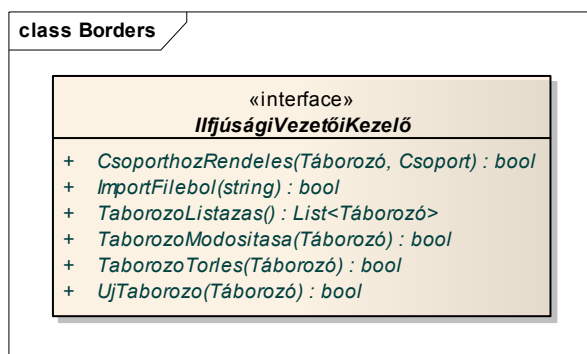 class Borders
«interface»
IIfjúságiVezetőiKezelő
+ CsoporthozRendeles(Táborozó, Csoport) : bool
+ ImportFilebol(string) : bool
+ TaborozoListazas() : List<Táborozó>
+ TaborozoModositasa(Táborozó) : bool
+ TaborozoTorles(Táborozó) : bool
+ UjTaborozo(Táborozó) : bool